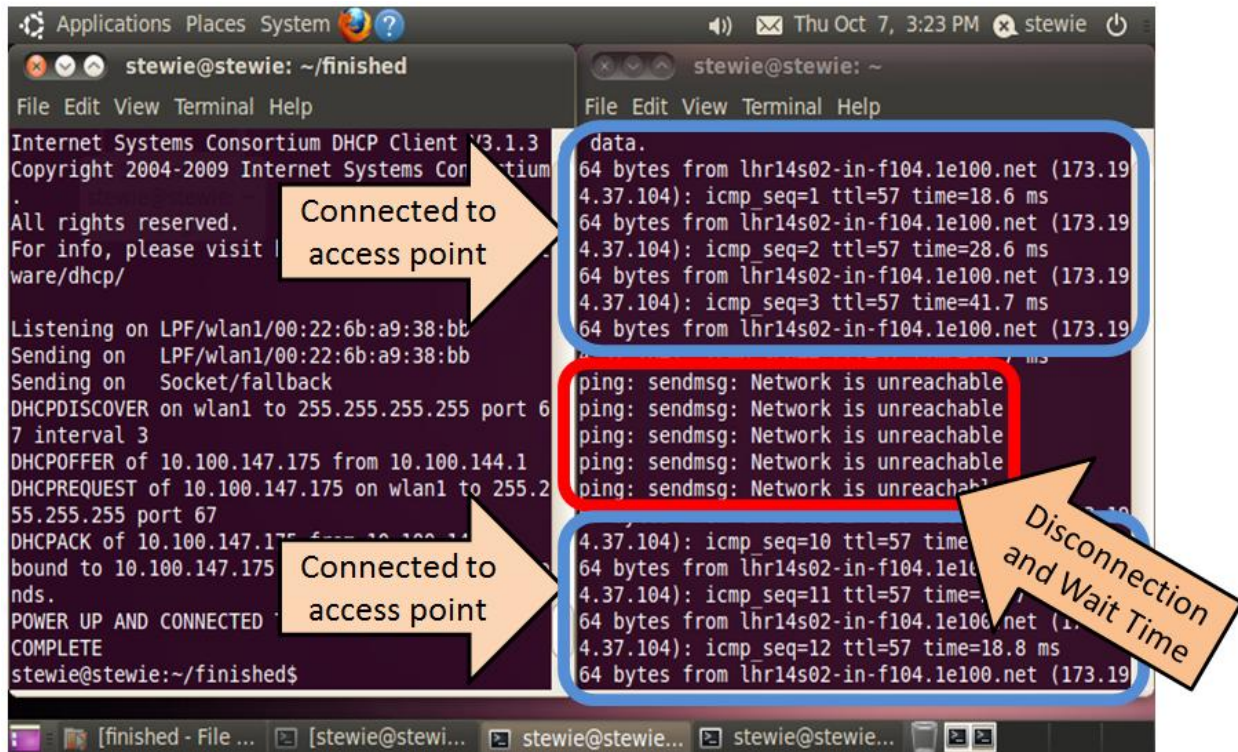 Applications Places System
Thu Oct 7, 3:23 PM stewie
stewie@stewie: ~/finished
File Edit View Terminal Help
Internet Systems Consortium DHCP Client V3.1.3
Copyright 2004-2009 Internet Systems
.
All rights reserved.
For info, please visit
ware/dhcp/
Listening on LPF/wlan1/00:22:6b:a9:38:bb
Sending on LPF/wlan1/00:22:6b:a9:38:bb
Sending on Socket/fallback
DHCPDISCOVER on wlan1 to 255.255.255.255 port 6
7 interval 3
DHCPOFFER of 10.100.147.175 from 10.100.144.1
DHCPREQUEST of 10.100.147.175 on wlan1 to 255.2
55.255.255 port 67
DHCPACK of
bound to 10.100.147.175
nds.
POWER UP AND CONNECTED
COMPLETE
stewie@stewie:~/finished$
Connected to
access point
Connected to
access point
stewie@stewie: ~
File Edit View Terminal Help
data.
64 bytes from lhr14s02-in-f104.1e100.net (173.19
4.37.104): icmp_seq=1 ttl=57 time=18.6 ms
64 bytes from lhr14s02-in-f104.1e100.net (173.19
4.37.104): icmp_seq=2 ttl=57 time=28.6 ms
64 bytes from lhr14s02-in-f104.1e100.net (173.19
4.37.104): icmp_seq=3 ttl=57 time=41.7 ms
64 bytes from lhr14s02-in-f104.1e100.net (173.19
ms
ping: sendmsg: Network is unreachable
ping: sendmsg: Network is unreachable
ping: sendmsg: Network is unreachable
ping: sendmsg: Network is unreachable
ping: sendmsg: Network is unreachable
4.37.104): icmp_seq=10 ttl=57
64 bytes from
4.37.104): icmp_seq=11 ttl=57
64 bytes from lhr14s02-in-f104.1e100.net
4.37.104): icmp_seq=12 ttl=57 time=18.8 ms
64 bytes from lhr14s02-in-f104.1e100.net (173.19
Disconnection
and Wait Time
[finished - File ... [stewie@stewi... stewie@stewie... stewie@stewie...